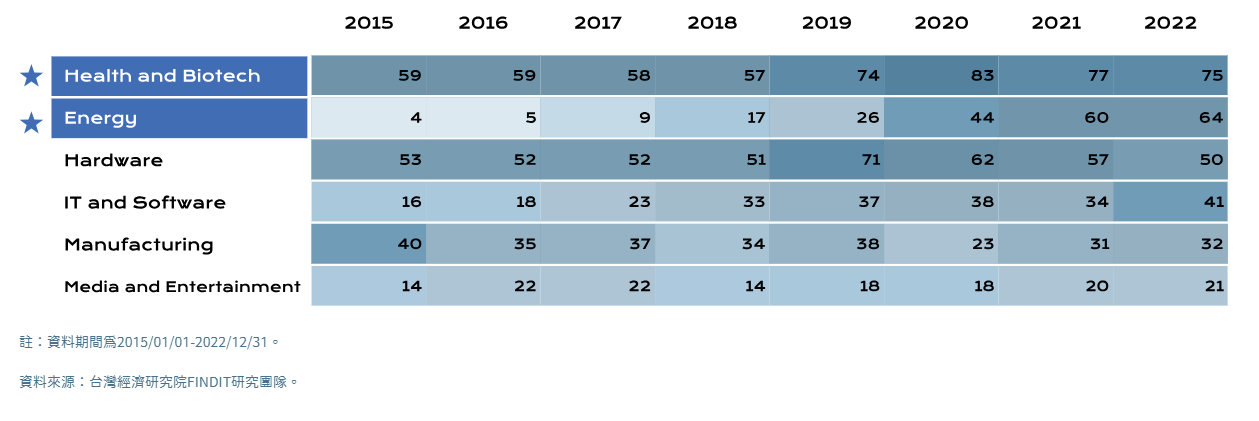 2015 2016 2017 2018 2019 2020 2021 2022
Health and Biotech 59 59 58 57 74 83 77 75
Energy 4 5 9 17 26 44 60 64
Hardware 53 52 52 51 71 62 57 50
IT and Software 16 18 23 33 37 38 34 41
Manufacturing 40 35 37 34 38 23 31 32
Media and Entertainment 14 22 22 14 18 18 20 21
註：資料期間爲2015/01/01-2022/12/31。
資料來源：台灣經濟研究院FINDIT研究團隊。